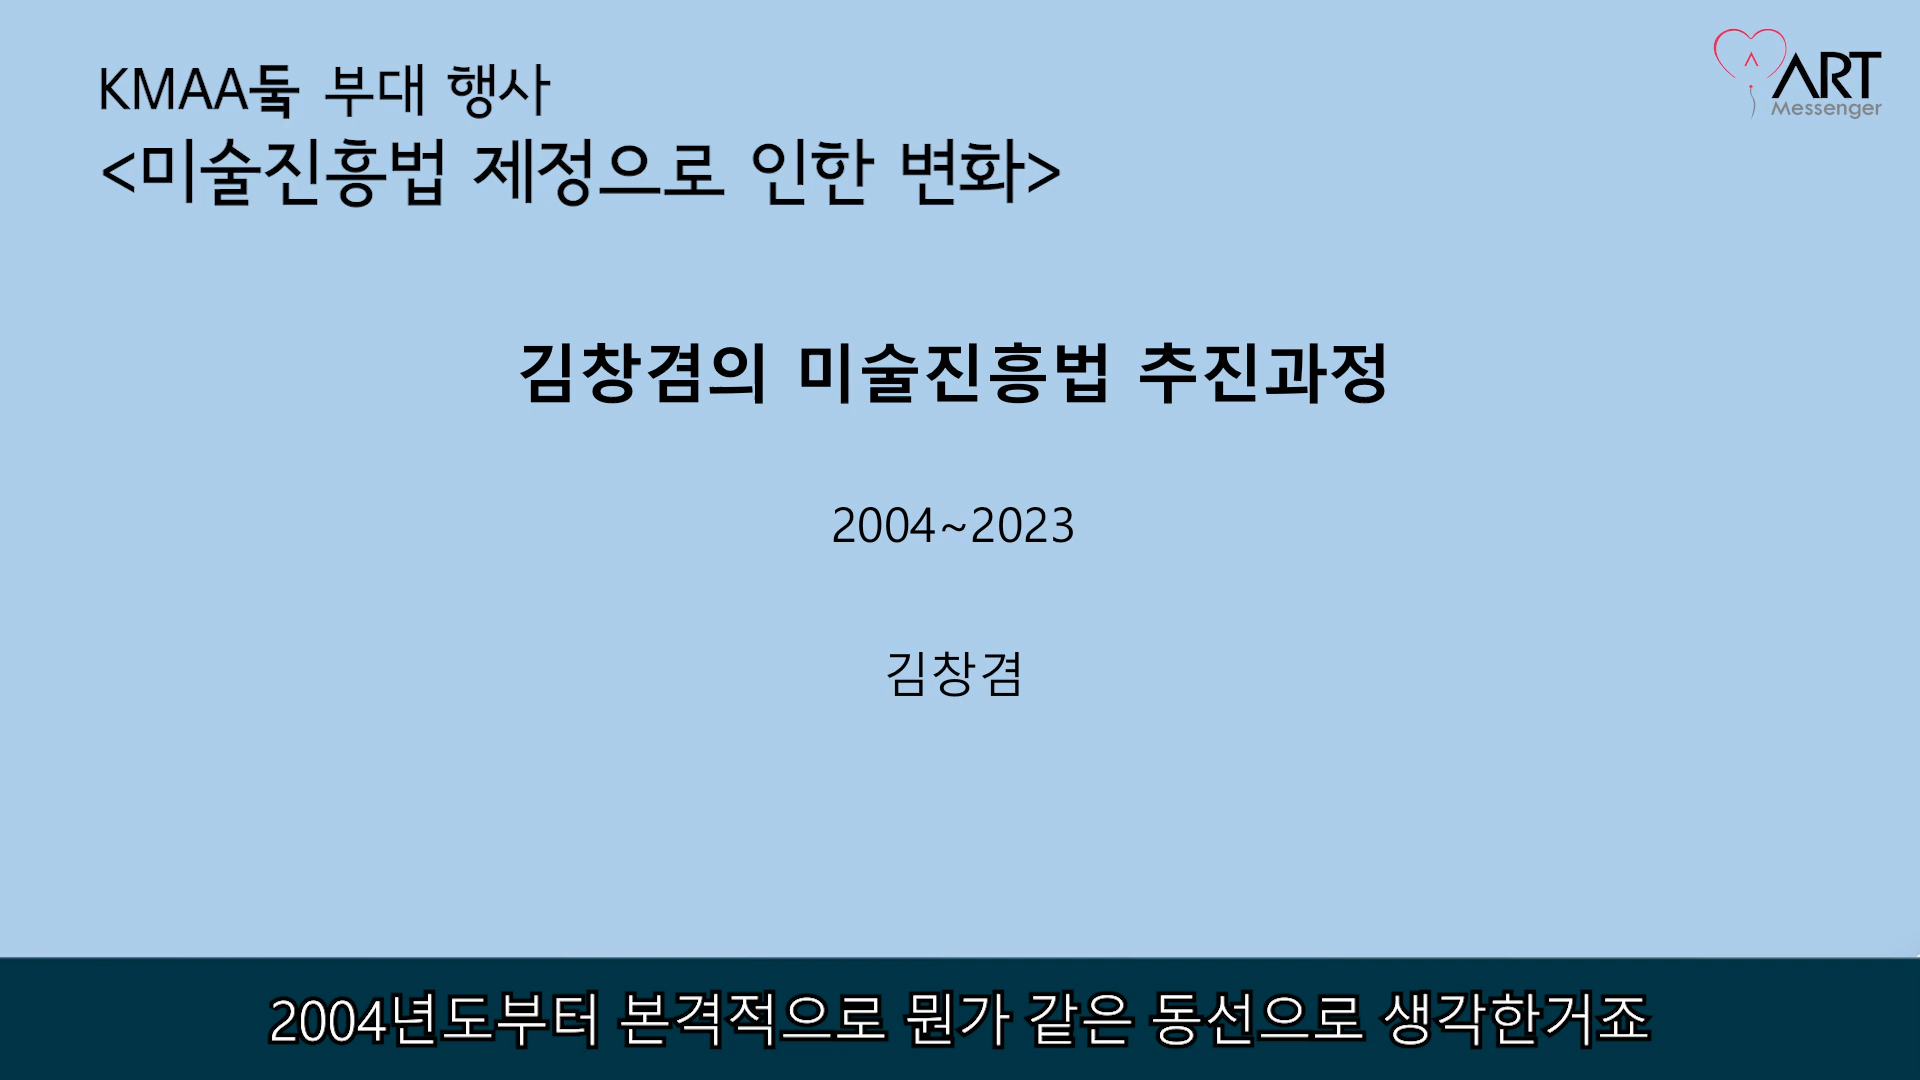 KMAA둧 부대 행사
<미술진흥법 제정으로 인한 변화>
ART
Messenger
김창겸의 미술진흥법 추진과정
2004~2023
김창겸
2004년도부터 본격적으로 뭔가 같은 동선으로 생각한거죠